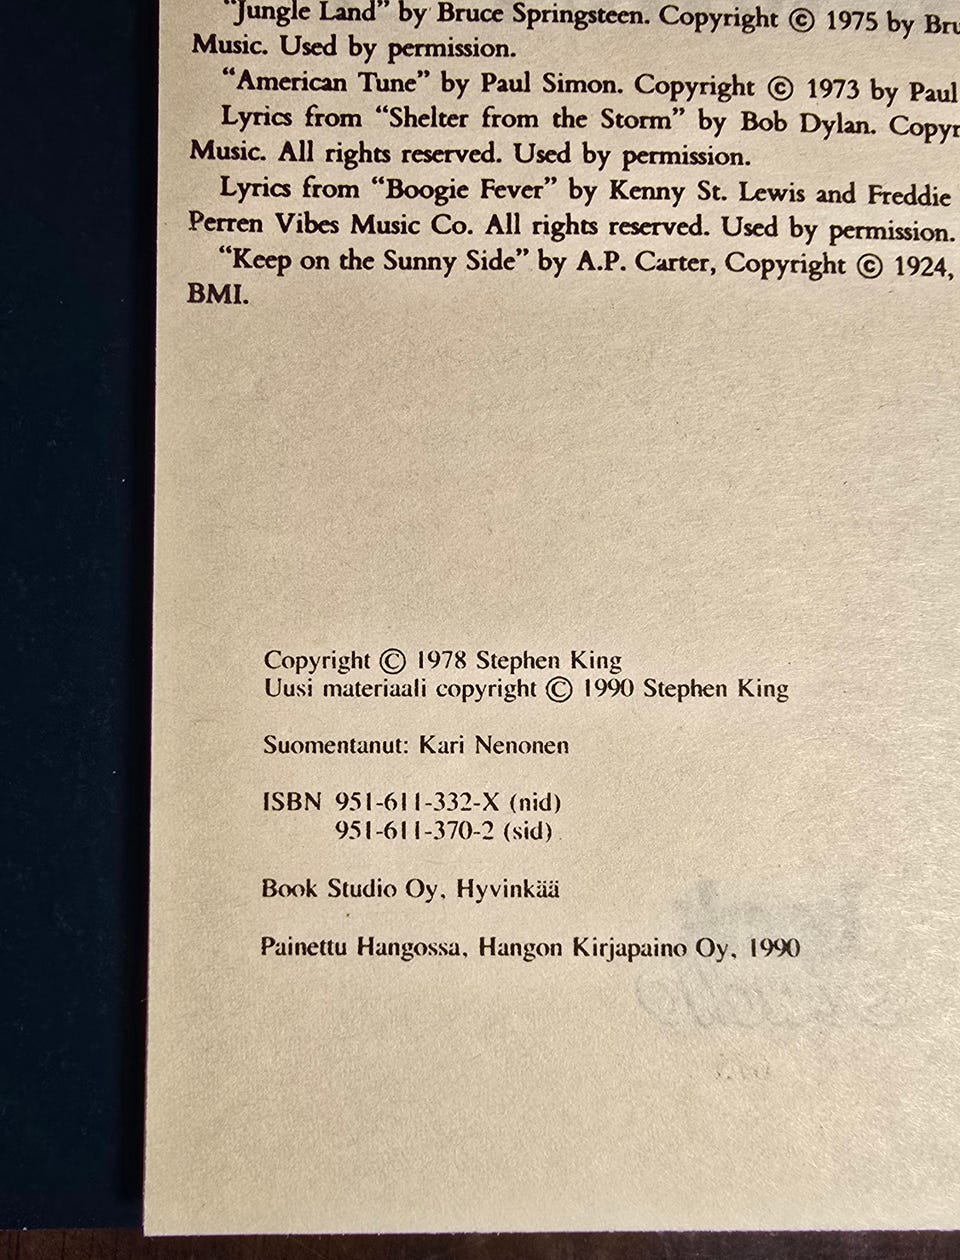 "Jungle Land" by Bruce Springsteen. Copyright © 1975 by
Music. Used by permission.
"American Tune" by Paul Simon. Copyright © 1973 by Paul
Lyrics from "Shelter from the Storm" by Bob Dylan.
Music. All rights reserved. Used by permission.
Lyrics from "Boogie Fever" by Kenny St. Lewis and Freddie
Perren Vibes Music Co. All rights reserved. Used by permission.
"Keep on the Sunny Side" by A.P. Carter, Copyright © 1924,
BMI.
Copyright © 1978 Stephen King
Uusi materiaali copyright © 1990 Stephen King
Suomentanut: Kari Nenonen
ISBN 951-611-332-X (nid)
951-611-370-2 (sid)
Book Studio Oy, Hyvinkää
Painettu Hangossa, Hangon Kirjapaino Oy, 1990